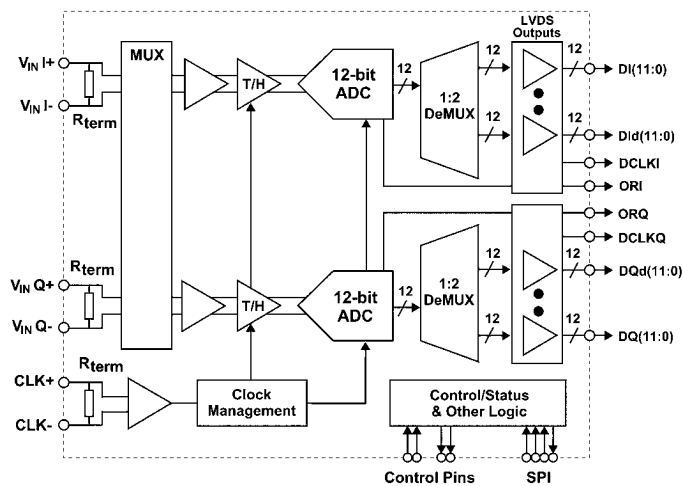 LVDS
Outputs
V_IN I+
MUX
12
12
12
DI(11:0)
T/H
12-bit
ADC
12
1:2
DeMUX
V_IN I-
R_term
12
12
DId(11:0)
DCLKI
ORI
ORQ
DCLKQ
R_term
V_IN Q+
12
12
DQd(11:0)
T/H
12-bit
ADC
12
1:2
DeMUX
V_IN Q-
12
12
DQ(11:0)
R_term
CLK+
Clock
Management
Control/Status
& Other Logic
CLK-
Control Pins
SPI